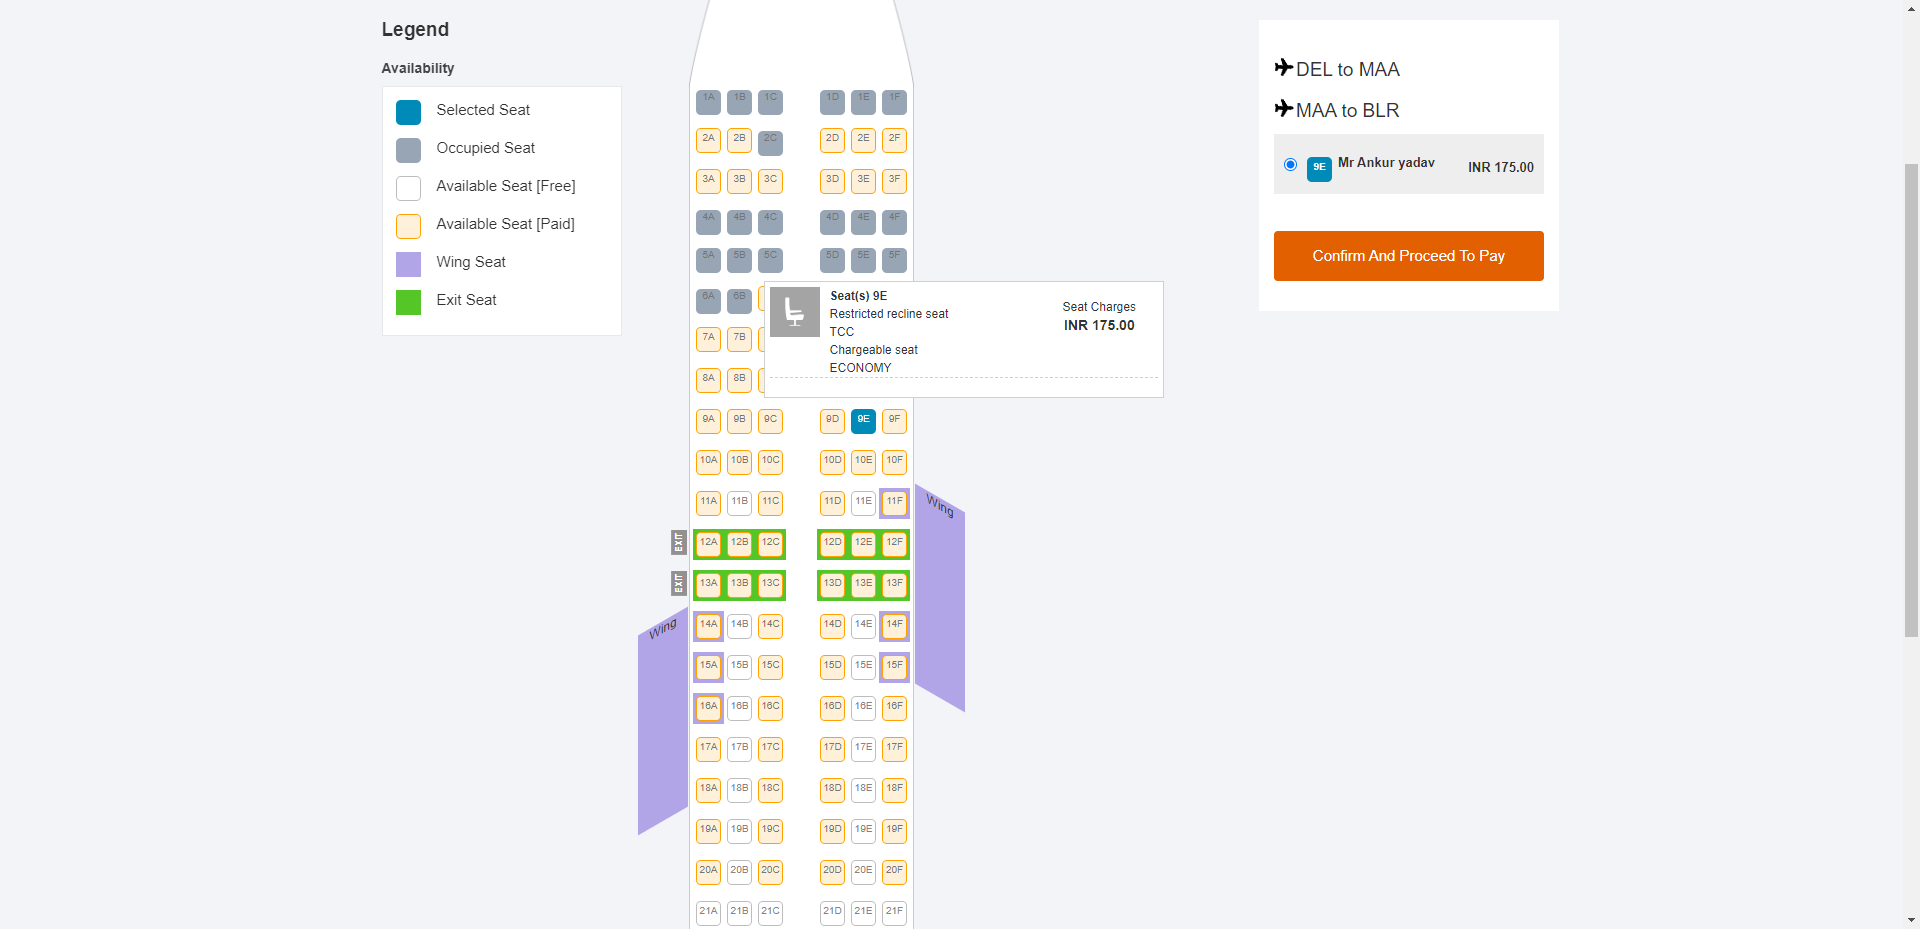 Legend
Availability
Selected Seat
Occupied Seat
Available Seat [Free]
Available Seat [Paid]
Wing Seat
Exit Seat
1A 1B 1C 1D 1E 1F
2A 2B 2C 2D 2E 2F
3A 3B 3C 3D 3E 3F
4A 4B 4C 4D 4E 4F
5A 5B 5C 5D 5E 5F
6A 6B
7A 7B
8A 8B
Seat(s) 9E
Restricted recline seat
TCC
Chargeable seat
ECONOMY
Seat Charges
INR 175.00
9A 9B 9C 9D 9E 9F
10A 10B 10C 10D 10E 10F
11A 11B 11C 11D 11E 11F
Wing
EXIT 12A 12B 12C 12D 12E 12F
EXIT 13A 13B 13C 13D 13E 13F
Wing
14A 14B 14C 14D 14E 14F
15A 15B 15C 15D 15E 15F
16A 16B 16C 16D 16E 16F
17A 17B 17C 17D 17E 17F
18A 18B 18C 18D 18E 18F
19A 19B 19C 19D 19E 19F
20A 20B 20C 20D 20E 20F
21A 21B 21C 21D 21E 21F
DEL to MAA
MAA to BLR
9E Mr Ankur yadav INR 175.00
Confirm And Proceed To Pay